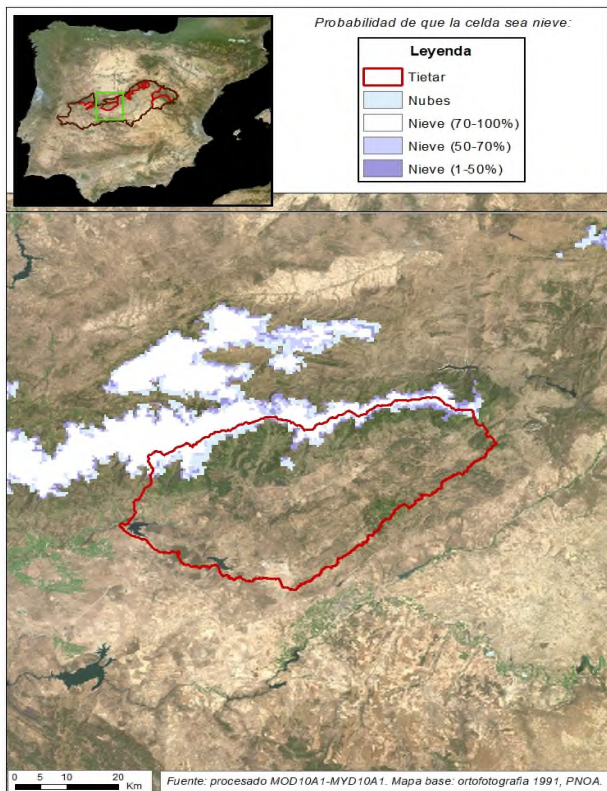 Probabilidad de que la celda sea nieve:
Leyenda
Tietar
Nubes
Nieve (70-100%)
Nieve (50-70%)
Nieve (1-50%)
0 5 10 20
Km
Fuente: procesado MOD10A1-MYD10A1. Mapa base: ortofotografia 1991, PNOA.